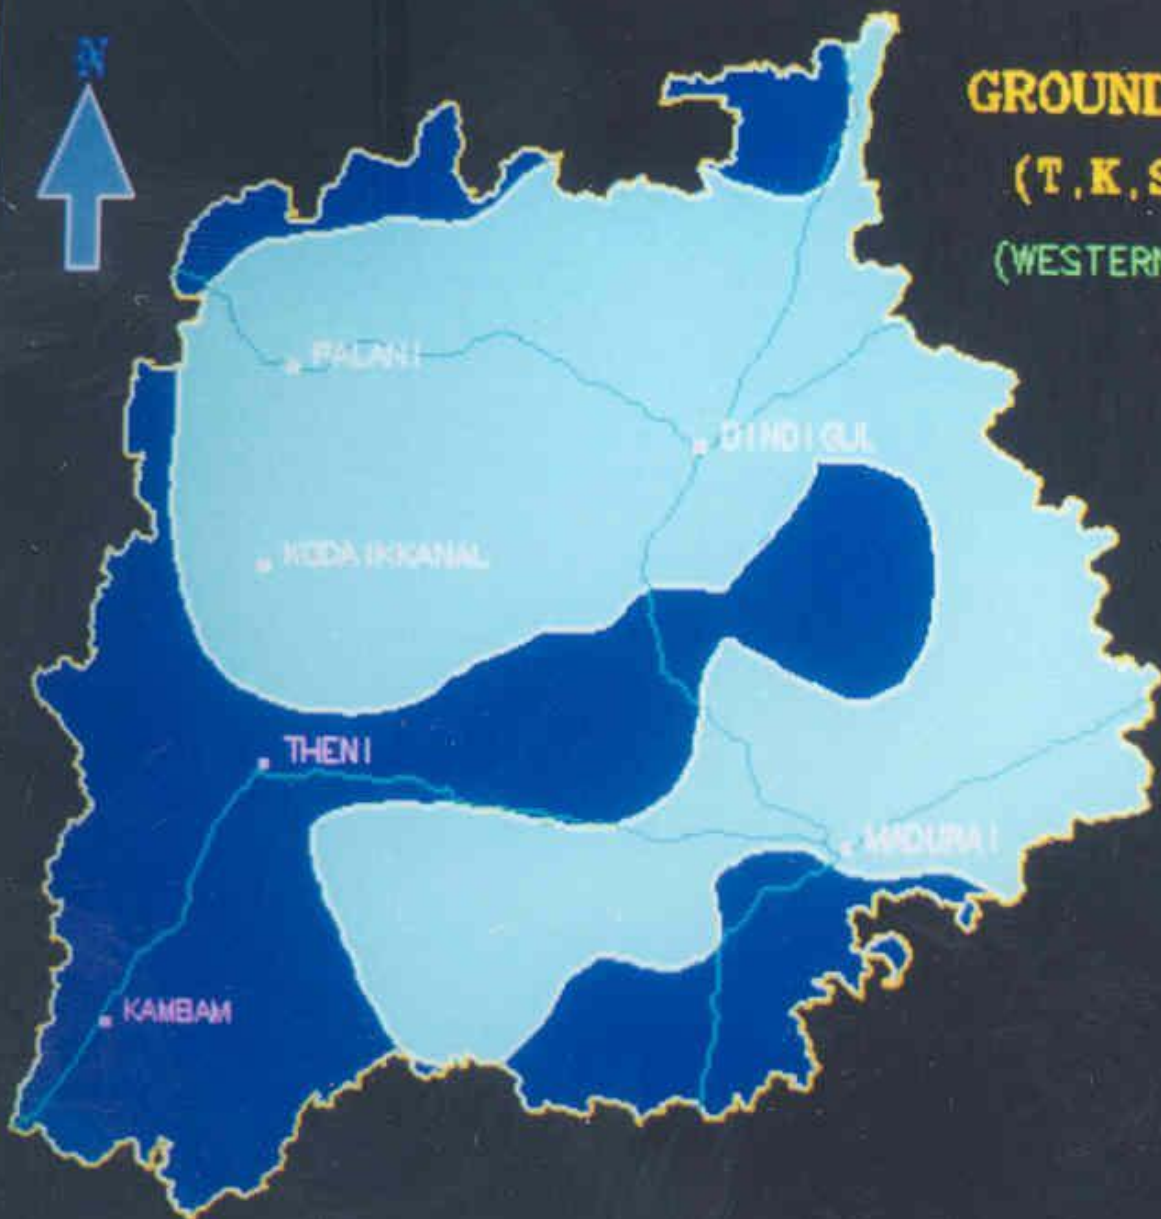 N
GROUND
(T.K.S
(WESTERN
PALANI
DINDIGUL
KODAIKKANAL
THENI
MADURAI
KAMBAM